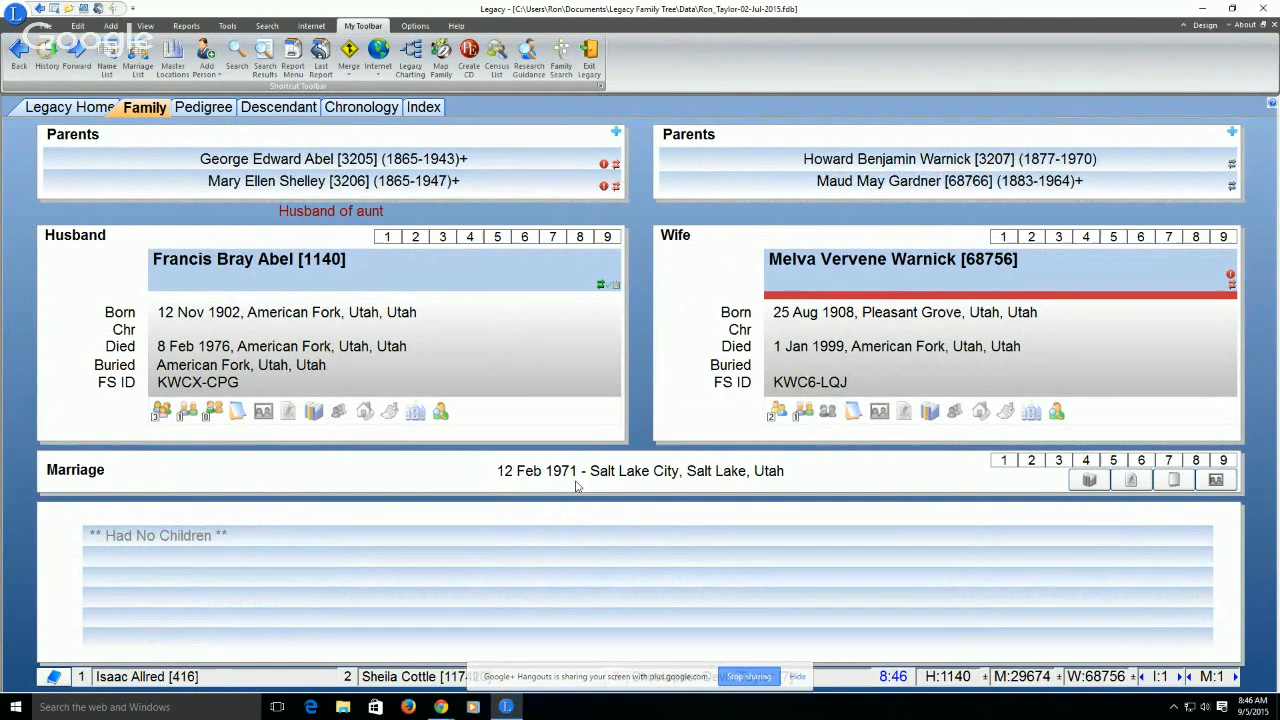 Legacy - [C:\Users\Ron\Documents\Legacy Family Tree\Data\Ron_Taylor-02-Jul-2015.fdb]
File Edit View Reports Tools Search Internet My Toolbar Options Help Design About
Google
Back History Forward Name List Marriage List Master Locations Add Person Search Search Results Report Menu Last Report Merge Internet Legacy Charting Map Family Create CD Census List Research Guidance Family Search Exit Legacy
Shortcut Toolbar
Legacy Home Family Pedigree Descendant Chronology Index
Parents
George Edward Abel [3205] (1865-1943)+
Mary Ellen Shelley [3206] (1865-1947)+
Parents
Howard Benjamin Warnick [3207] (1877-1970)
Maud May Gardner [68766] (1883-1964)+
Husband of aunt
Husband 1 2 3 4 5 6 7 8 9
Francis Bray Abel [1140]
Born 12 Nov 1902, American Fork, Utah, Utah
Chr
Died 8 Feb 1976, American Fork, Utah, Utah
Buried American Fork, Utah, Utah
FS ID KWCX-CPG
3 1 8
Wife 1 2 3 4 5 6 7 8 9
Melva Vervene Warnick [68756]
Born 25 Aug 1908, Pleasant Grove, Utah, Utah
Chr
Died 1 Jan 1999, American Fork, Utah, Utah
Buried
FS ID KWC6-LQJ
2 1
Marriage 12 Feb 1971 - Salt Lake City, Salt Lake, Utah 1 2 3 4 5 6 7 8 9
** Had No Children **
1 Isaac Allred [416] 2 Sheila Cottle 8:46 H:1140 M:29674 W:68756 I:1 M:1
Google+ Hangouts is sharing your screen with plus.google.com. Stop sharing Hide
Search the web and Windows
8:46 AM
9/5/2015